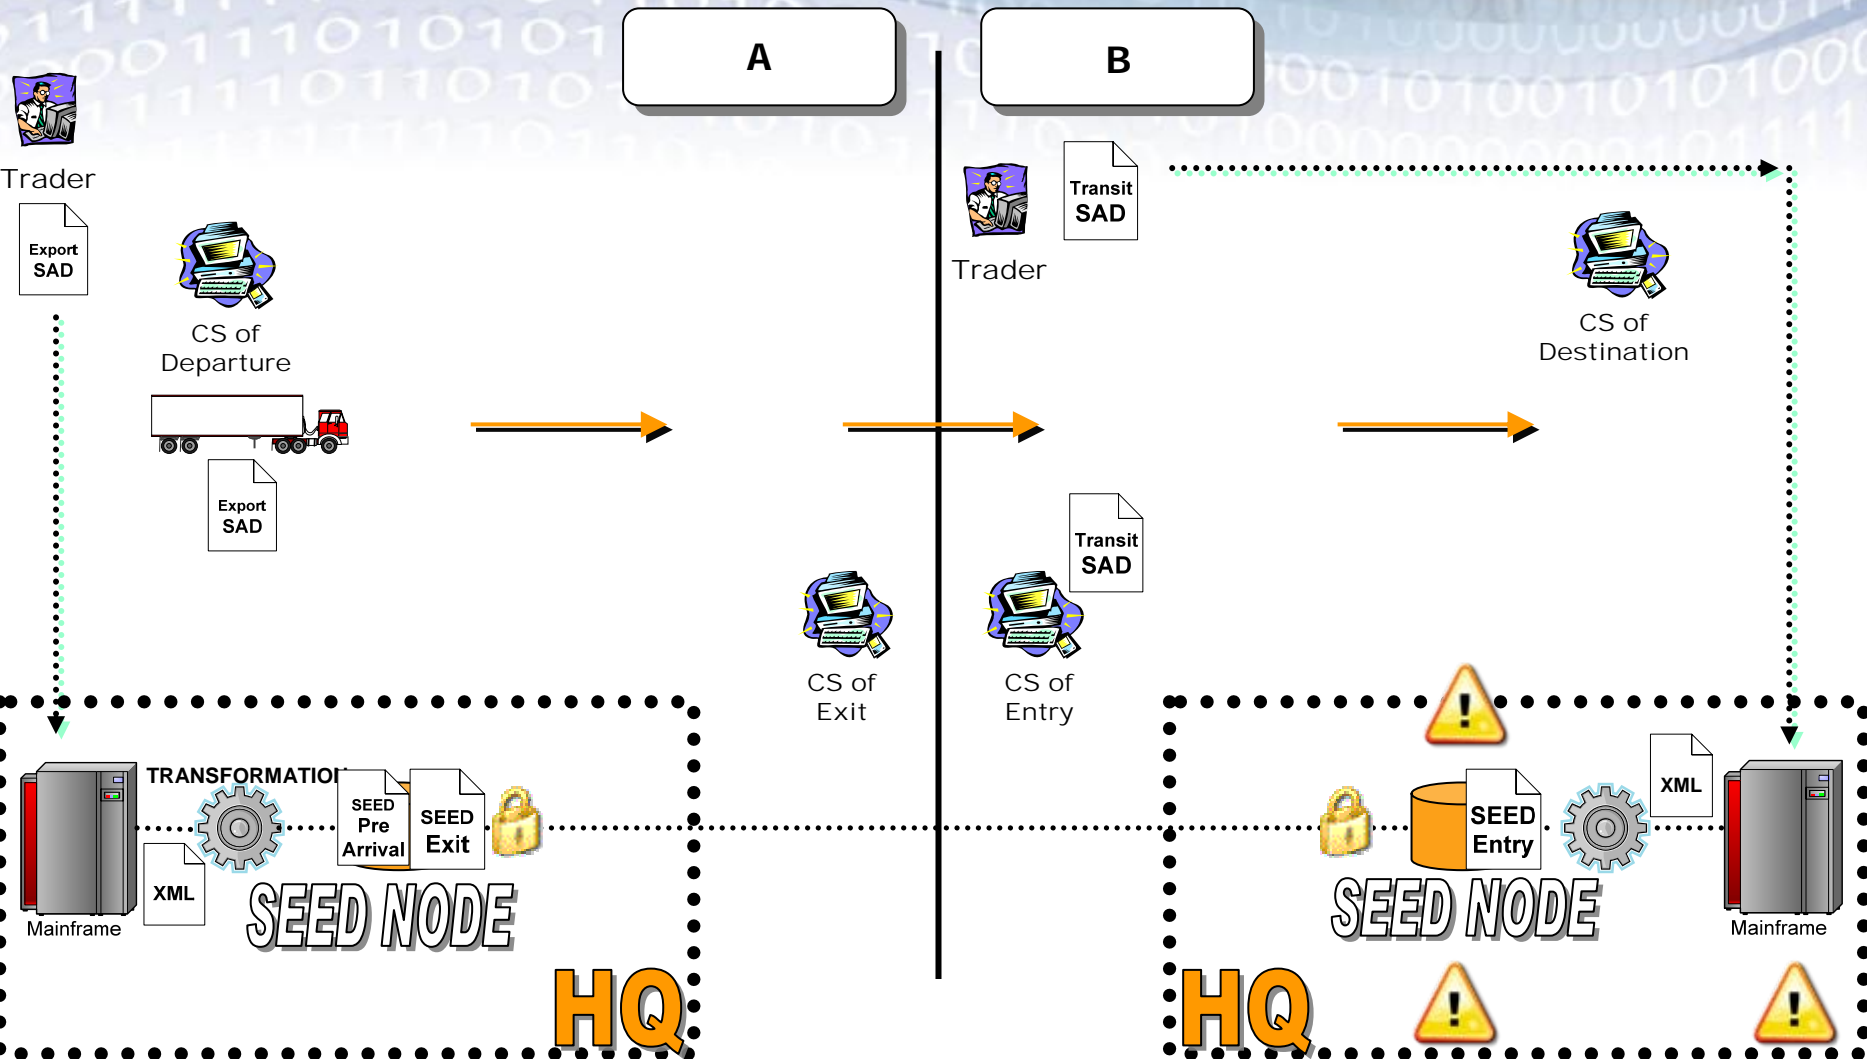 A
B
Trader
Export
SAD
CS of
Departure
Export
SAD
Trader
Transit
SAD
CS of
Destination
Transit
SAD
CS of
Exit
CS of
Entry
TRANSFORMATION
Mainframe
XML
SEED
Pre
Arrival
SEED
Exit
SEED NODE
HQ
SEED
Entry
XML
Mainframe
SEED NODE
HQ